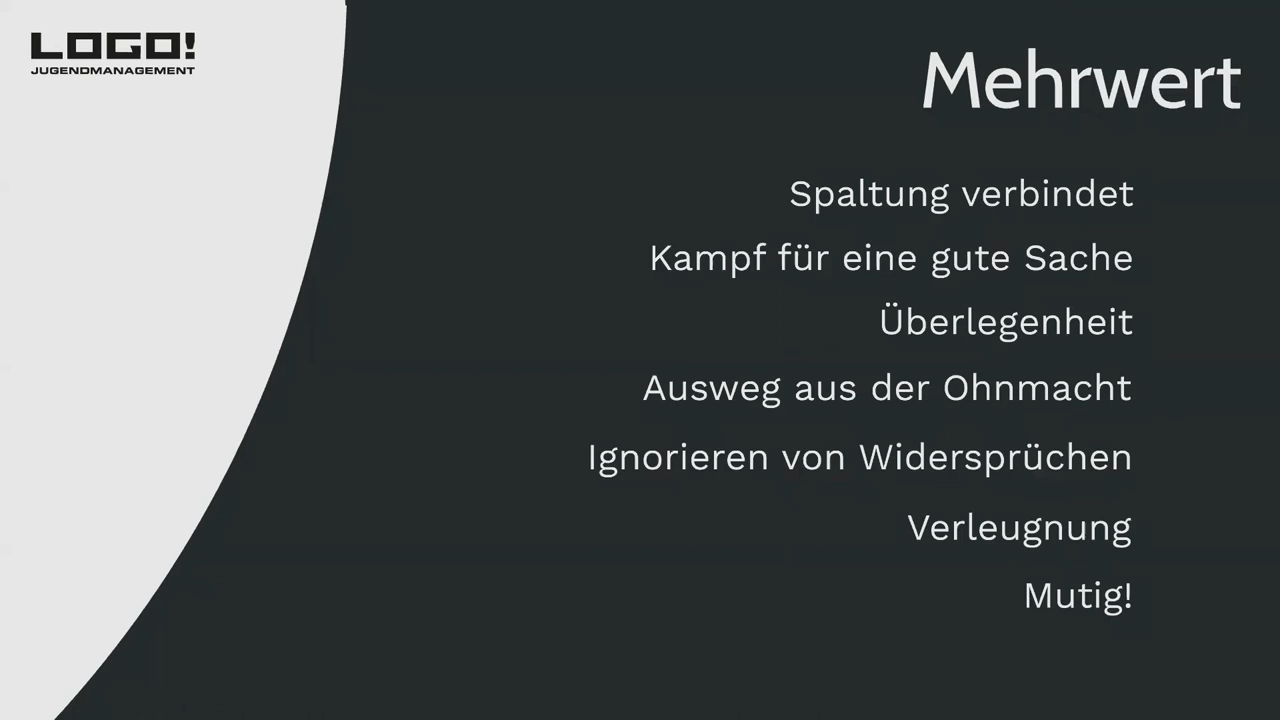 LOGO!
JUGENDMANAGEMENT
Mehrwert
Spaltung verbindet
Kampf für eine gute Sache
Überlegenheit
Ausweg aus der Ohnmacht
Ignorieren von Widersprüchen
Verleugnung
Mutig!